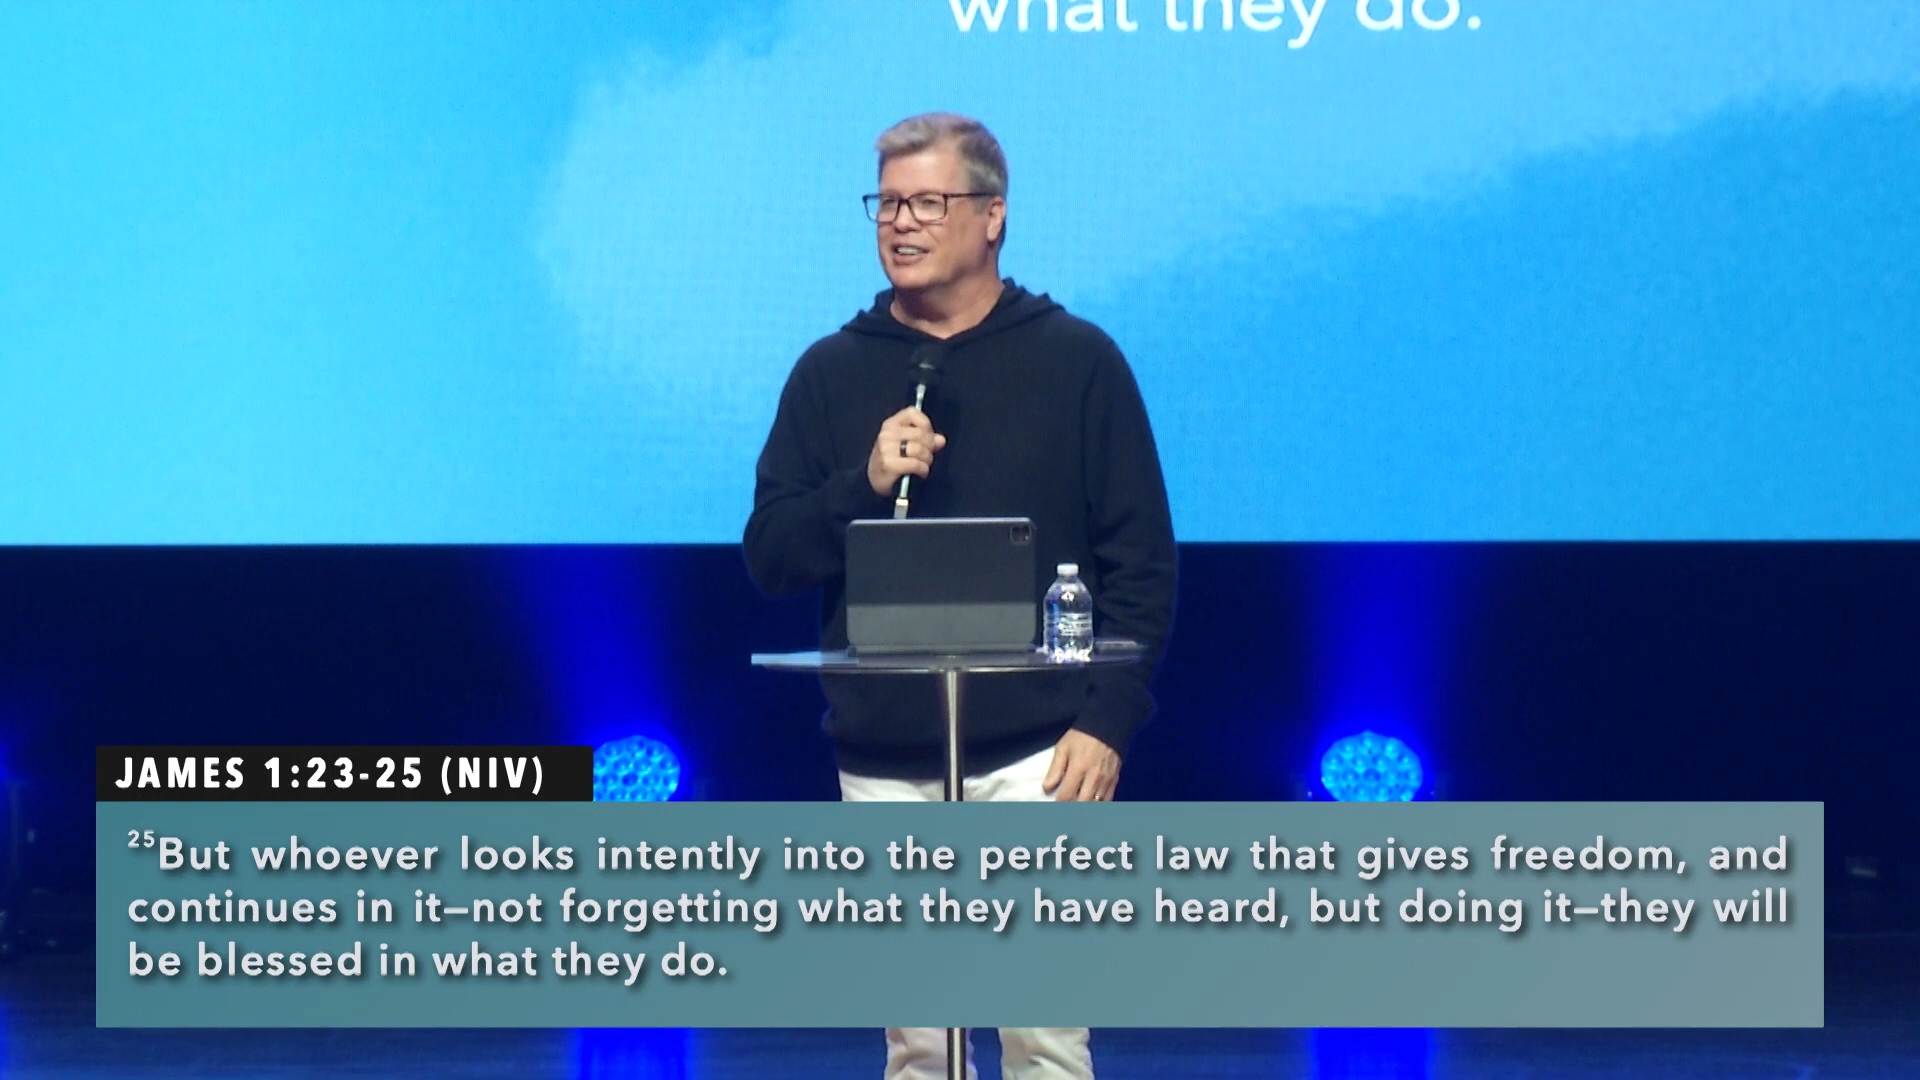 what they do.
JAMES 1:23-25 (NIV)
25But whoever looks intently into the perfect law that gives freedom, and
continues in it—not forgetting what they have heard, but doing it—they will
be blessed in what they do.